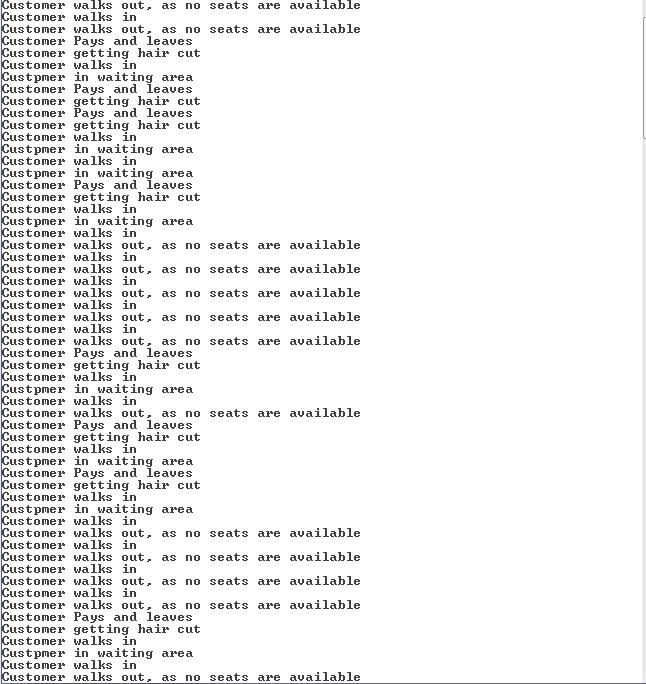 Customer walks out, as no seats are available
Customer walks in
Customer walks out, as no seats are available
Customer Pays and leaves
Customer getting hair cut
Customer walks in
Custpmer in waiting area
Customer Pays and leaves
Customer getting hair cut
Customer Pays and leaves
Customer getting hair cut
Customer walks in
Custpmer in waiting area
Customer walks in
Custpmer in waiting area
Customer Pays and leaves
Customer getting hair cut
Customer walks in
Custpmer in waiting area
Customer walks in
Customer walks out, as no seats are available
Customer walks in
Customer walks out, as no seats are available
Customer walks in
Customer walks out, as no seats are available
Customer walks in
Customer walks out, as no seats are available
Customer walks in
Customer walks out, as no seats are available
Customer Pays and leaves
Customer getting hair cut
Customer walks in
Custpmer in waiting area
Customer walks in
Customer walks out, as no seats are available
Customer Pays and leaves
Customer getting hair cut
Customer walks in
Custpmer in waiting area
Customer Pays and leaves
Customer getting hair cut
Customer walks in
Custpmer in waiting area
Customer walks in
Customer walks out, as no seats are available
Customer walks in
Customer walks out, as no seats are available
Customer walks in
Customer walks out, as no seats are available
Customer walks in
Customer walks out, as no seats are available
Customer Pays and leaves
Customer getting hair cut
Customer walks in
Custpmer in waiting area
Customer walks in
Customer walks out, as no seats are available